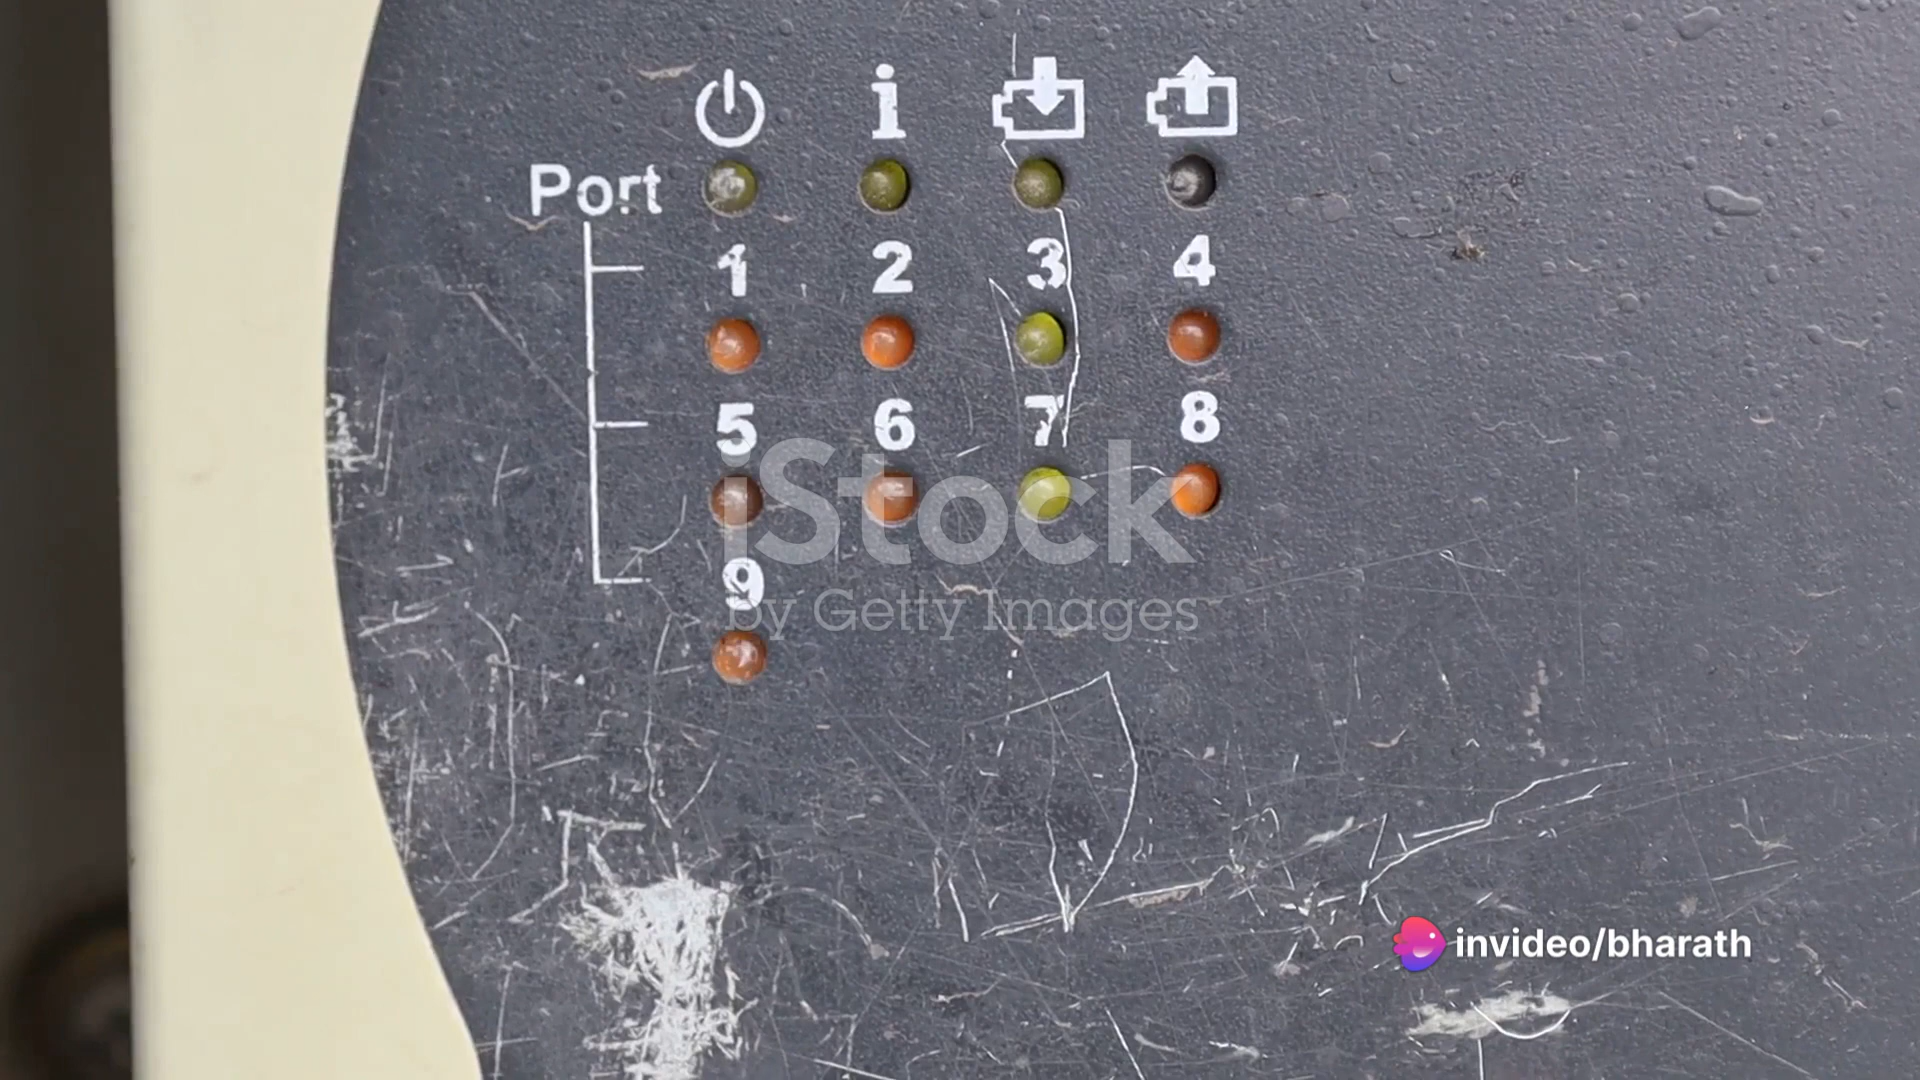 i
Port
1 2 3 4
5 6 7 8
9
iStock
by Getty Images
invideo/bharath